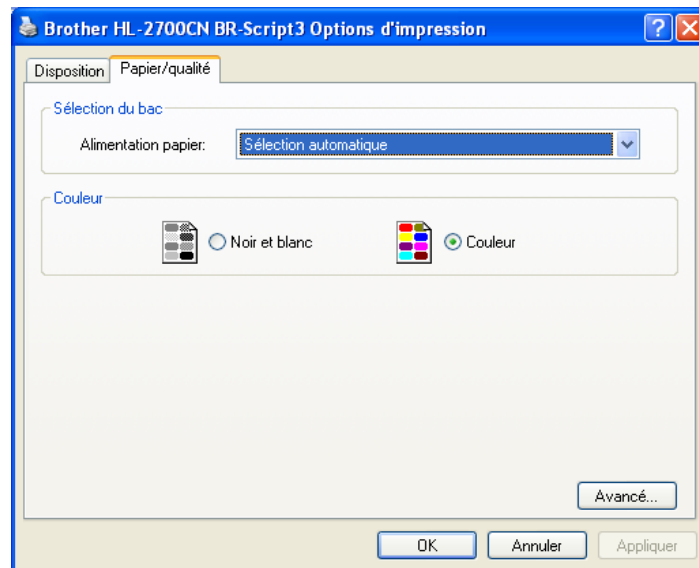 Brother HL-2700CN BR-Script3 Options d'impression
Disposition Papier/qualité
Sélection du bac
Alimentation papier: Sélection automatique
Couleur
Noir et blanc Couleur
Avancé...
OK Annuler Appliquer